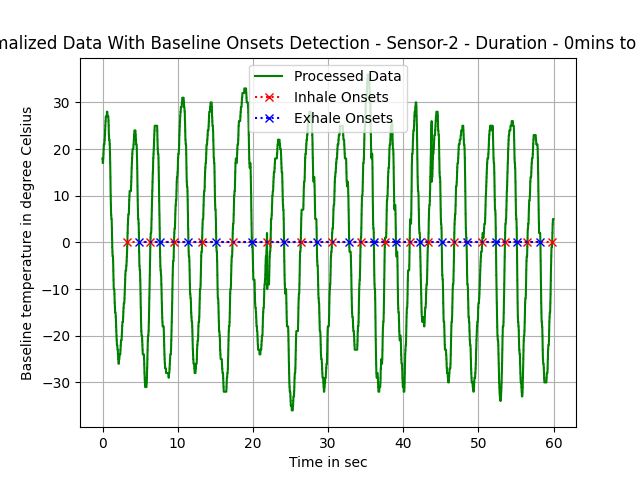 malized Data With Baseline Onsets Detection - Sensor-2 - Duration - 0mins to
Processed Data
Inhale Onsets
Exhale Onsets
Baseline temperature in degree Celsius
30
20
10
0
−10
−20
−30
0 10 20 30 40 50 60
Time in sec